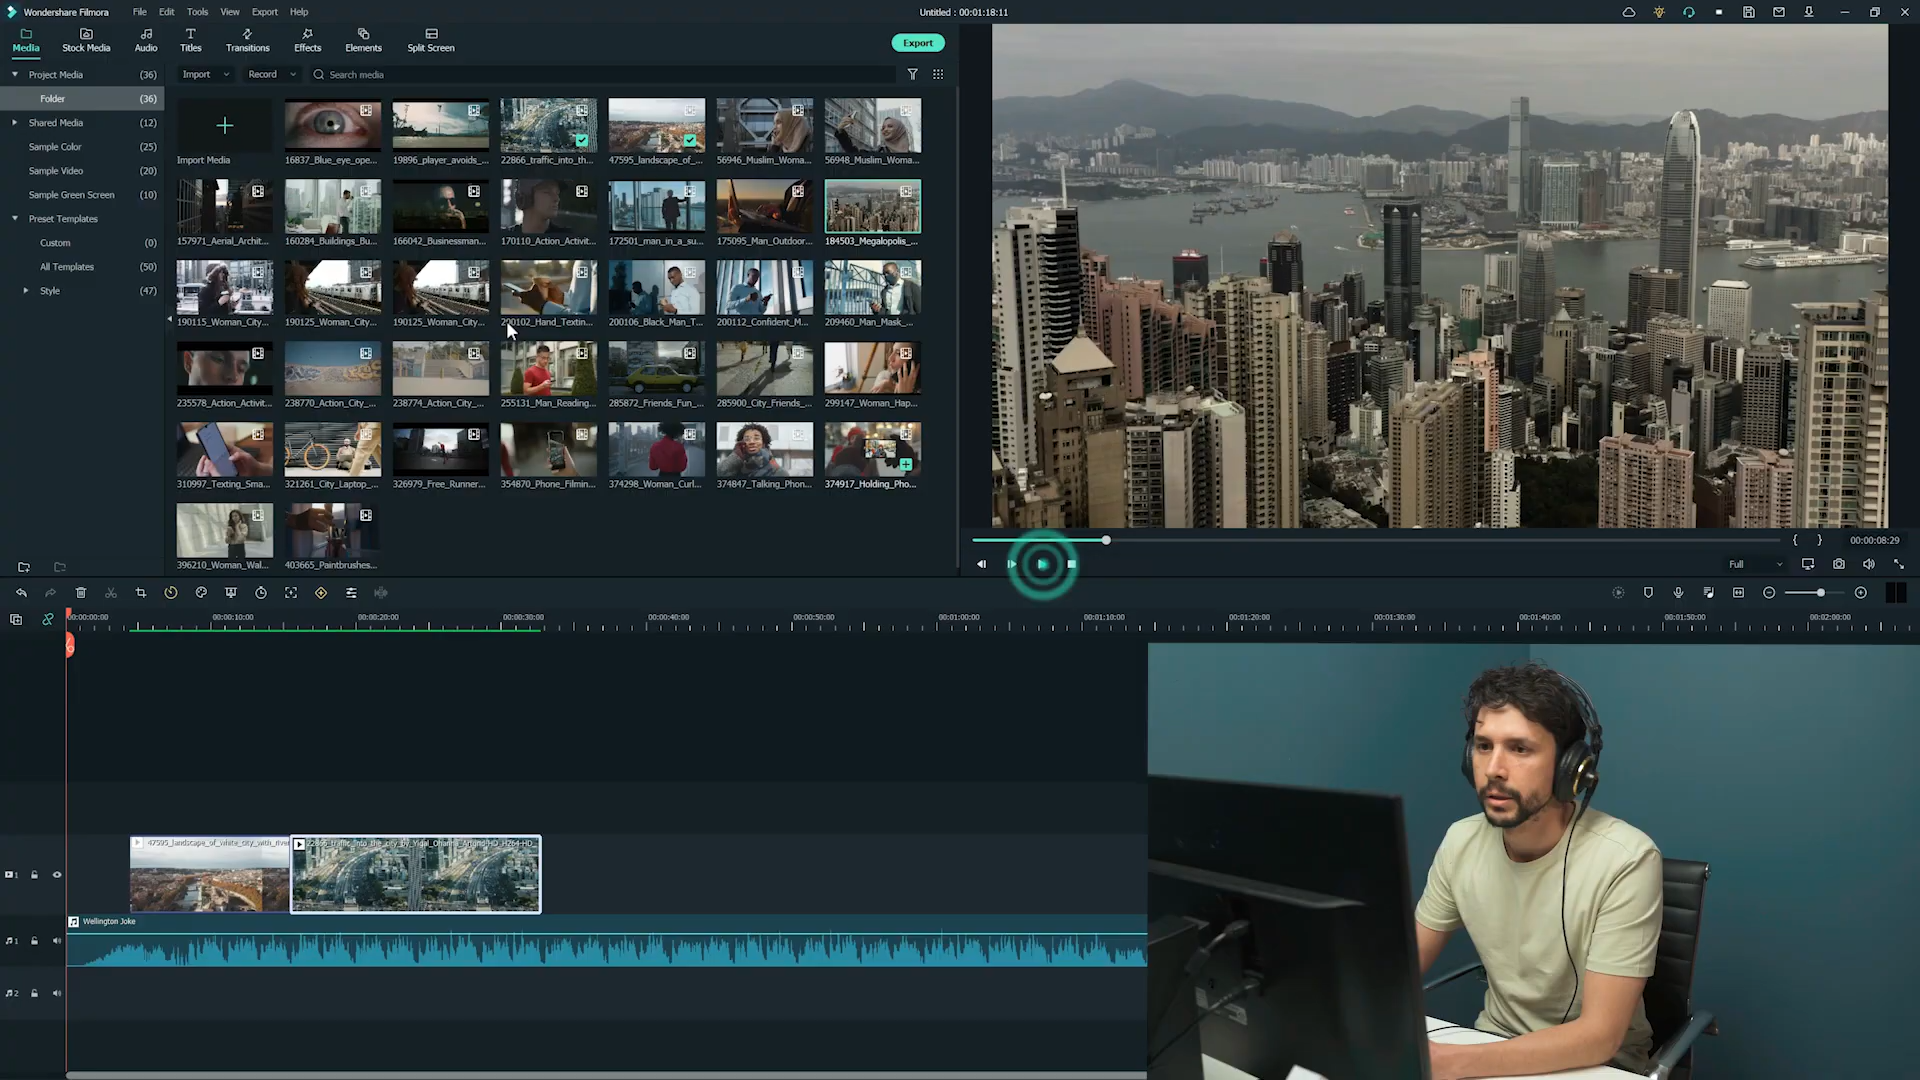 Wondershare Filmora File Edit Tools View Export Help Untitled : 00:01:18:11
Media Stock Media Audio Titles Transitions Effects Elements Split Screen Export
Project Media (36)
Folder (36)
Shared Media (12)
Sample Color (25)
Sample Video (20)
Sample Green Screen (10)
Preset Templates
Custom (0)
All Templates (50)
Style (47)
Import Record Search media
Import Media 16837_Blue_eye_ope... 19896_player_avoids_... 22866_traffic_into_th... 47595_landscape_of_... 56946_Muslim_Woma... 56948_Muslim_Woma...
157971_Aerial_Archit... 160284_Buildings_Bu... 166042_Businessman... 170110_Action_Activit... 172501_man_in_a_su... 175095_Man_Outdoor... 184503_Megalopolis_...
190115_Woman_City... 190125_Woman_City... 190125_Woman_City... 200102_Hand_Textin... 200106_Black_Man_T... 200112_Confident_M... 209460_Man_Mask_...
235578_Action_Activit... 238770_Action_City_... 238774_Action_City_... 255131_Man_Reading... 285872_Friends_Fun_... 285900_City_Friends_... 299147_Woman_Hap...
310997_Texting_Sma... 321261_City_Laptop_... 326979_Free_Runner... 354870_Phone_Filmin... 374298_Woman_Curl... 374847_Talking_Phon... 374917_Holding_Pho...
396210_Woman_Wal... 403665_Paintbrushes...
{ } 00:00:08:29
Full
00:00:00:00 00:00:10:00 00:00:20:00 00:00:30:00 00:00:40:00 00:00:50:00 00:01:00:00 00:01:10:00 00:01:20:00 00:01:30:00 00:01:40:00 00:01:50:00 00:02:00:00
47595_landscape_of_white_city_with_river 22866_traffic_into_the_city_by_Yigal_Ohanna_Artgrid-HD_H264-HD
1
Wellington Joke
1
2